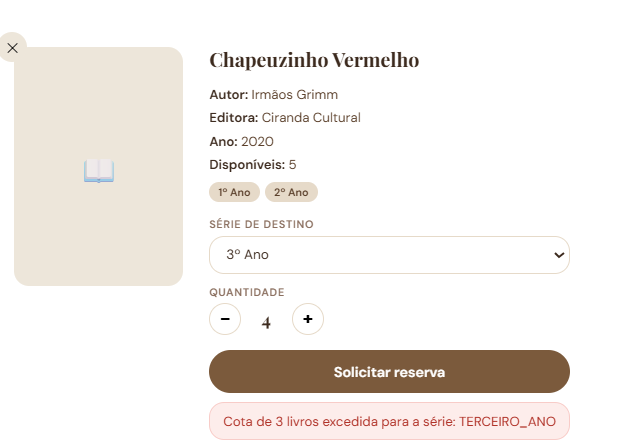 Chapeuzinho Vermelho
Autor: Irmãos Grimm
Editora: Ciranda Cultural
Ano: 2020
Disponíveis: 5
1º Ano 2º Ano
SÉRIE DE DESTINO
3º Ano
QUANTIDADE
− 4 +
Solicitar reserva
Cota de 3 livros excedida para a série: TERCEIRO_ANO